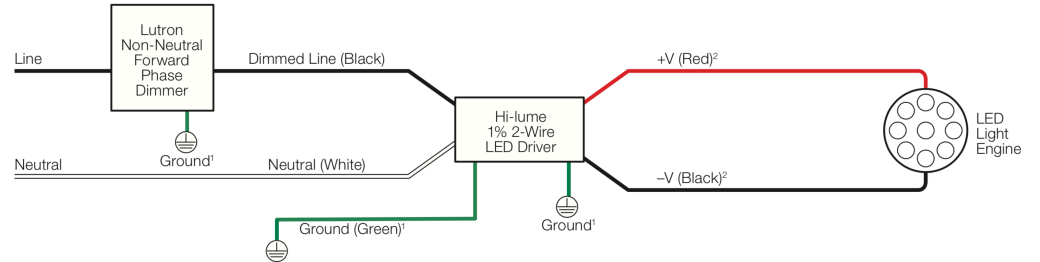 Lutron
Non-Neutral
Forward
Phase
Dimmer
Line
Dimmed Line (Black)
+V (Red)²
Hi-lume
1% 2-Wire
LED Driver
LED
Light
Engine
Ground¹
Neutral
Neutral (White)
–V (Black)²
Ground (Green)¹
Ground¹